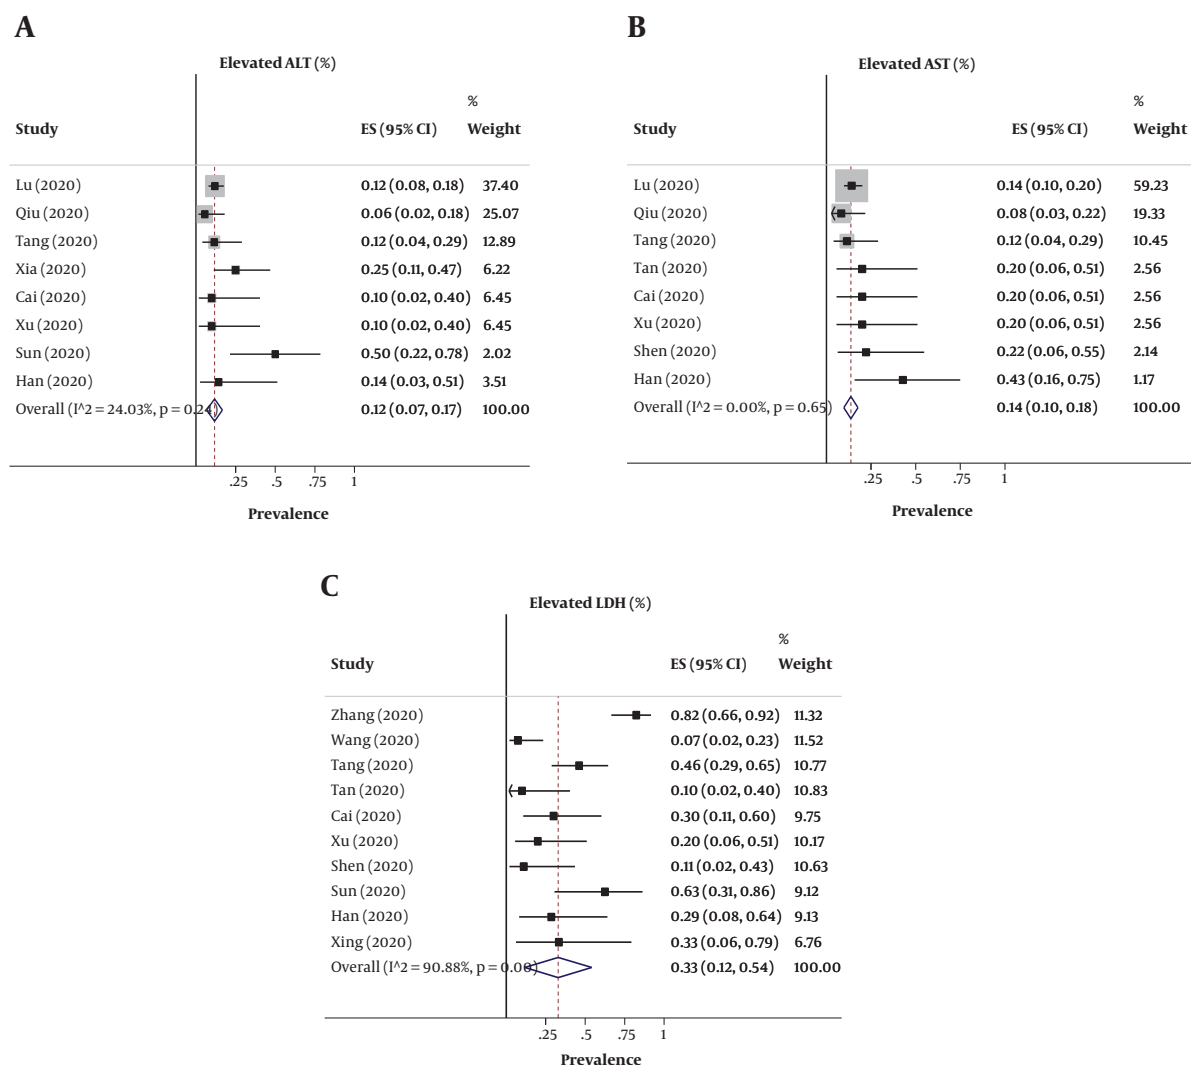 A
Elevated ALT (%)
%
Study ES (95% CI) Weight
Lu (2020) 0.12 (0.08, 0.18) 37.40
Qiu (2020) 0.06 (0.02, 0.18) 25.07
Tang (2020) 0.12 (0.04, 0.29) 12.89
Xia (2020) 0.25 (0.11, 0.47) 6.22
Cai (2020) 0.10 (0.02, 0.40) 6.45
Xu (2020) 0.10 (0.02, 0.40) 6.45
Sun (2020) 0.50 (0.22, 0.78) 2.02
Han (2020) 0.14 (0.03, 0.51) 3.51
Overall (I^2 = 24.03%, p = 0.24) 0.12 (0.07, 0.17) 100.00
.25 .5 .75 1
Prevalence
B
Elevated AST (%)
%
Study ES (95% CI) Weight
Lu (2020) 0.14 (0.10, 0.20) 59.23
Qiu (2020) 0.08 (0.03, 0.22) 19.33
Tang (2020) 0.12 (0.04, 0.29) 10.45
Tan (2020) 0.20 (0.06, 0.51) 2.56
Cai (2020) 0.20 (0.06, 0.51) 2.56
Xu (2020) 0.20 (0.06, 0.51) 2.56
Shen (2020) 0.22 (0.06, 0.55) 2.14
Han (2020) 0.43 (0.16, 0.75) 1.17
Overall (I^2 = 0.00%, p = 0.65) 0.14 (0.10, 0.18) 100.00
.25 .5 .75 1
Prevalence
C
Elevated LDH (%)
%
Study ES (95% CI) Weight
Zhang (2020) 0.82 (0.66, 0.92) 11.32
Wang (2020) 0.07 (0.02, 0.23) 11.52
Tang (2020) 0.46 (0.29, 0.65) 10.77
Tan (2020) 0.10 (0.02, 0.40) 10.83
Cai (2020) 0.30 (0.11, 0.60) 9.75
Xu (2020) 0.20 (0.06, 0.51) 10.17
Shen (2020) 0.11 (0.02, 0.43) 10.63
Sun (2020) 0.63 (0.31, 0.86) 9.12
Han (2020) 0.29 (0.08, 0.64) 9.13
Xing (2020) 0.33 (0.06, 0.79) 6.76
Overall (I^2 = 90.88%, p = 0.00) 0.33 (0.12, 0.54) 100.00
.25 .5 .75 1
Prevalence